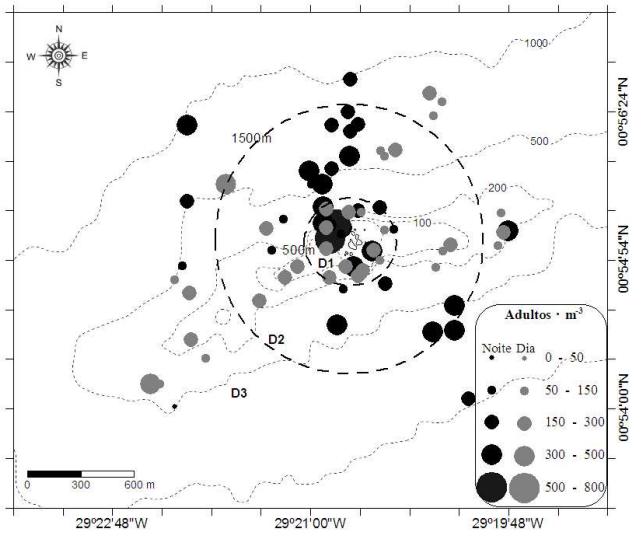 N
W E
S
1000
1500m
500
200
100
500m
D1
D2
D3
00°56'24"N
00°54'54"N
00°54'00"N
Adultos · m-3
Noite Dia
0 - 50
50 - 150
150 - 300
300 - 500
500 - 800
0 300 600 m
29°22'48"W 29°21'00"W 29°19'48"W